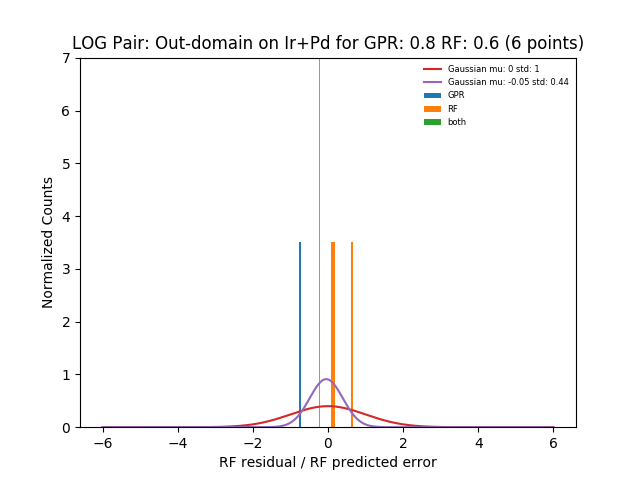 LOG Pair: Out-domain on Ir+Pd for GPR: 0.8 RF: 0.6 (6 points)
Gaussian mu: 0 std: 1
Gaussian mu: -0.05 std: 0.44
GPR
RF
both
Normalized Counts
7
6
5
4
3
2
1
0
−6
−4
−2
0
2
4
6
RF residual / RF predicted error